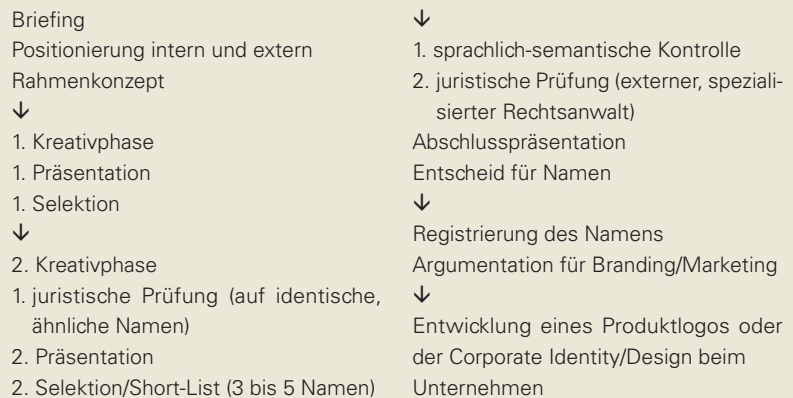 Briefing
Positionierung intern und extern
Rahmenkonzept
↓
1. Kreativphase
1. Präsentation
1. Selektion
↓
2. Kreativphase
1. juristische Prüfung (auf identische,
ähnliche Namen)
2. Präsentation
2. Selektion/Short-List (3 bis 5 Namen)
↓
1. sprachlich-semantische Kontrolle
2. juristische Prüfung (externer, speziali-
sierter Rechtsanwalt)
Abschlusspräsentation
Entscheid für Namen
↓
Registrierung des Namens
Argumentation für Branding/Marketing
↓
Entwicklung eines Produktlogos oder
der Corporate Identity/Design beim
Unternehmen